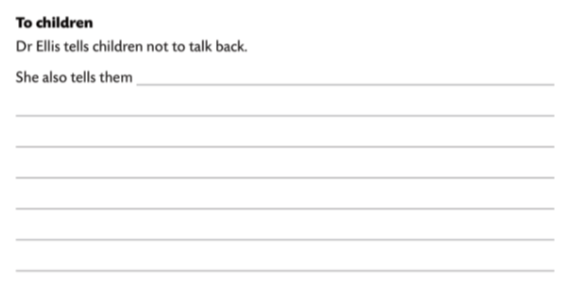 To children
Dr Ellis tells children not to talk back.
She also tells them